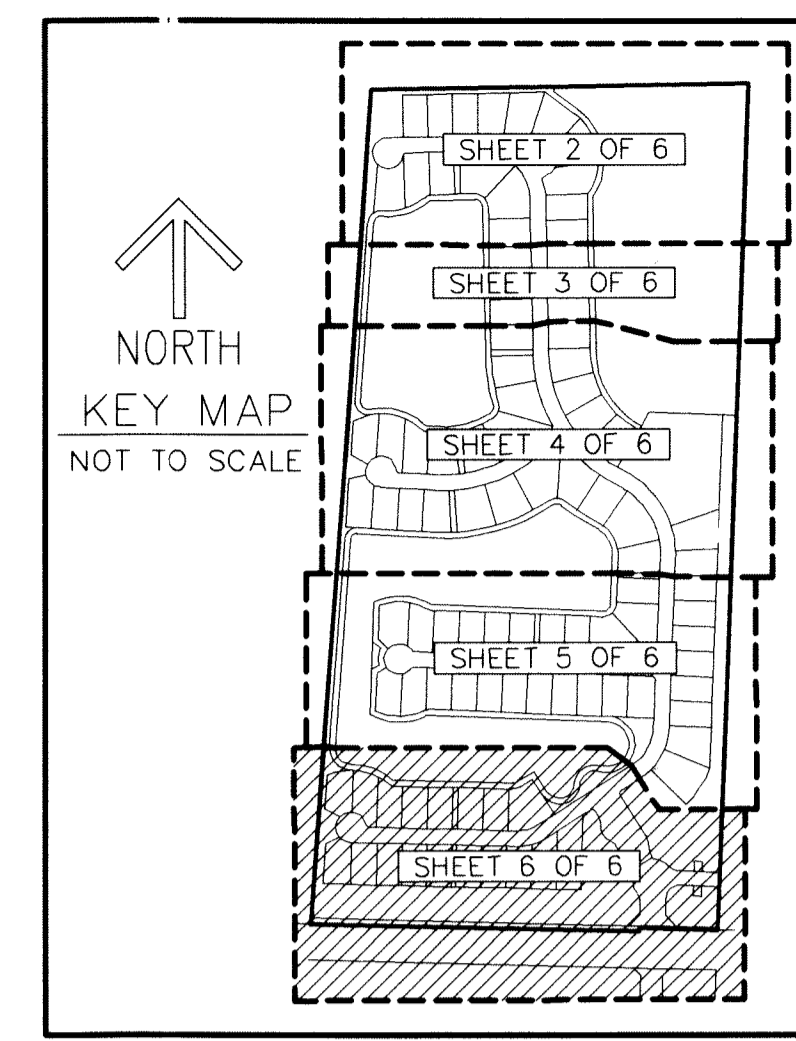 SHEET 2 OF 6
SHEET 3 OF 6
NORTH
KEY MAP
NOT TO SCALE
SHEET 4 OF 6
SHEET 5 OF 6
SHEET 6 OF 6